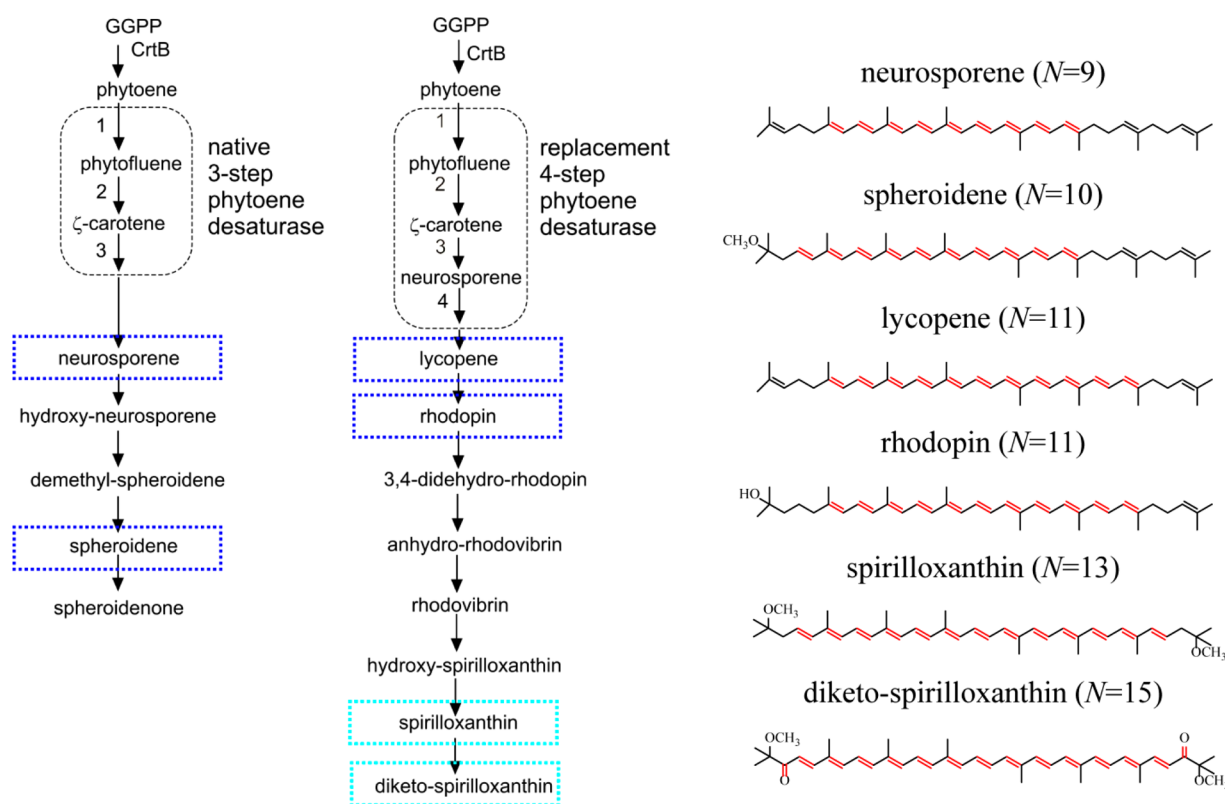 GGPP
CrtB
phytoene
1
phytofluene
2
ζ-carotene
3
native
3-step
phytoene
desaturase
neurosporene
hydroxy-neurosporene
demethyl-spheroidene
spheroidene
spheroidenone
GGPP
CrtB
phytoene
1
phytofluene
2
ζ-carotene
3
neurosporene
4
replacement
4-step
phytoene
desaturase
lycopene
rhodopin
3,4-didehydro-rhodopin
anhydro-rhodovibrin
rhodovibrin
hydroxy-spirilloxanthin
spirilloxanthin
diketo-spirilloxanthin
neurosporene (N=9)
spheroidene (N=10)
CH₃O
lycopene (N=11)
rhodopin (N=11)
HO
spirilloxanthin (N=13)
OCH₃
OCH₃
diketo-spirilloxanthin (N=15)
OCH₃
O
O
OCH₃